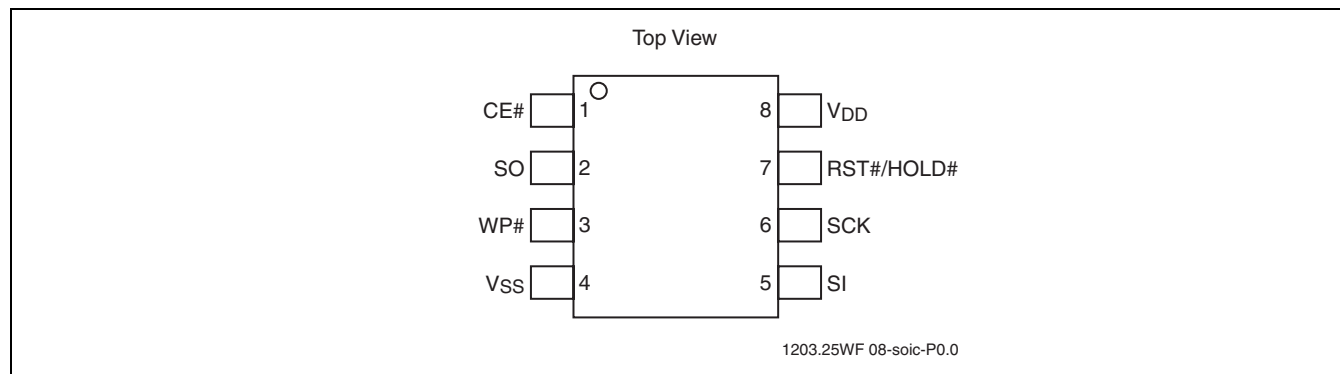 Top View
CE# 1 8 VDD
SO 2 7 RST#/HOLD#
WP# 3 6 SCK
VSS 4 5 SI
1203.25WF 08-soic-P0.0